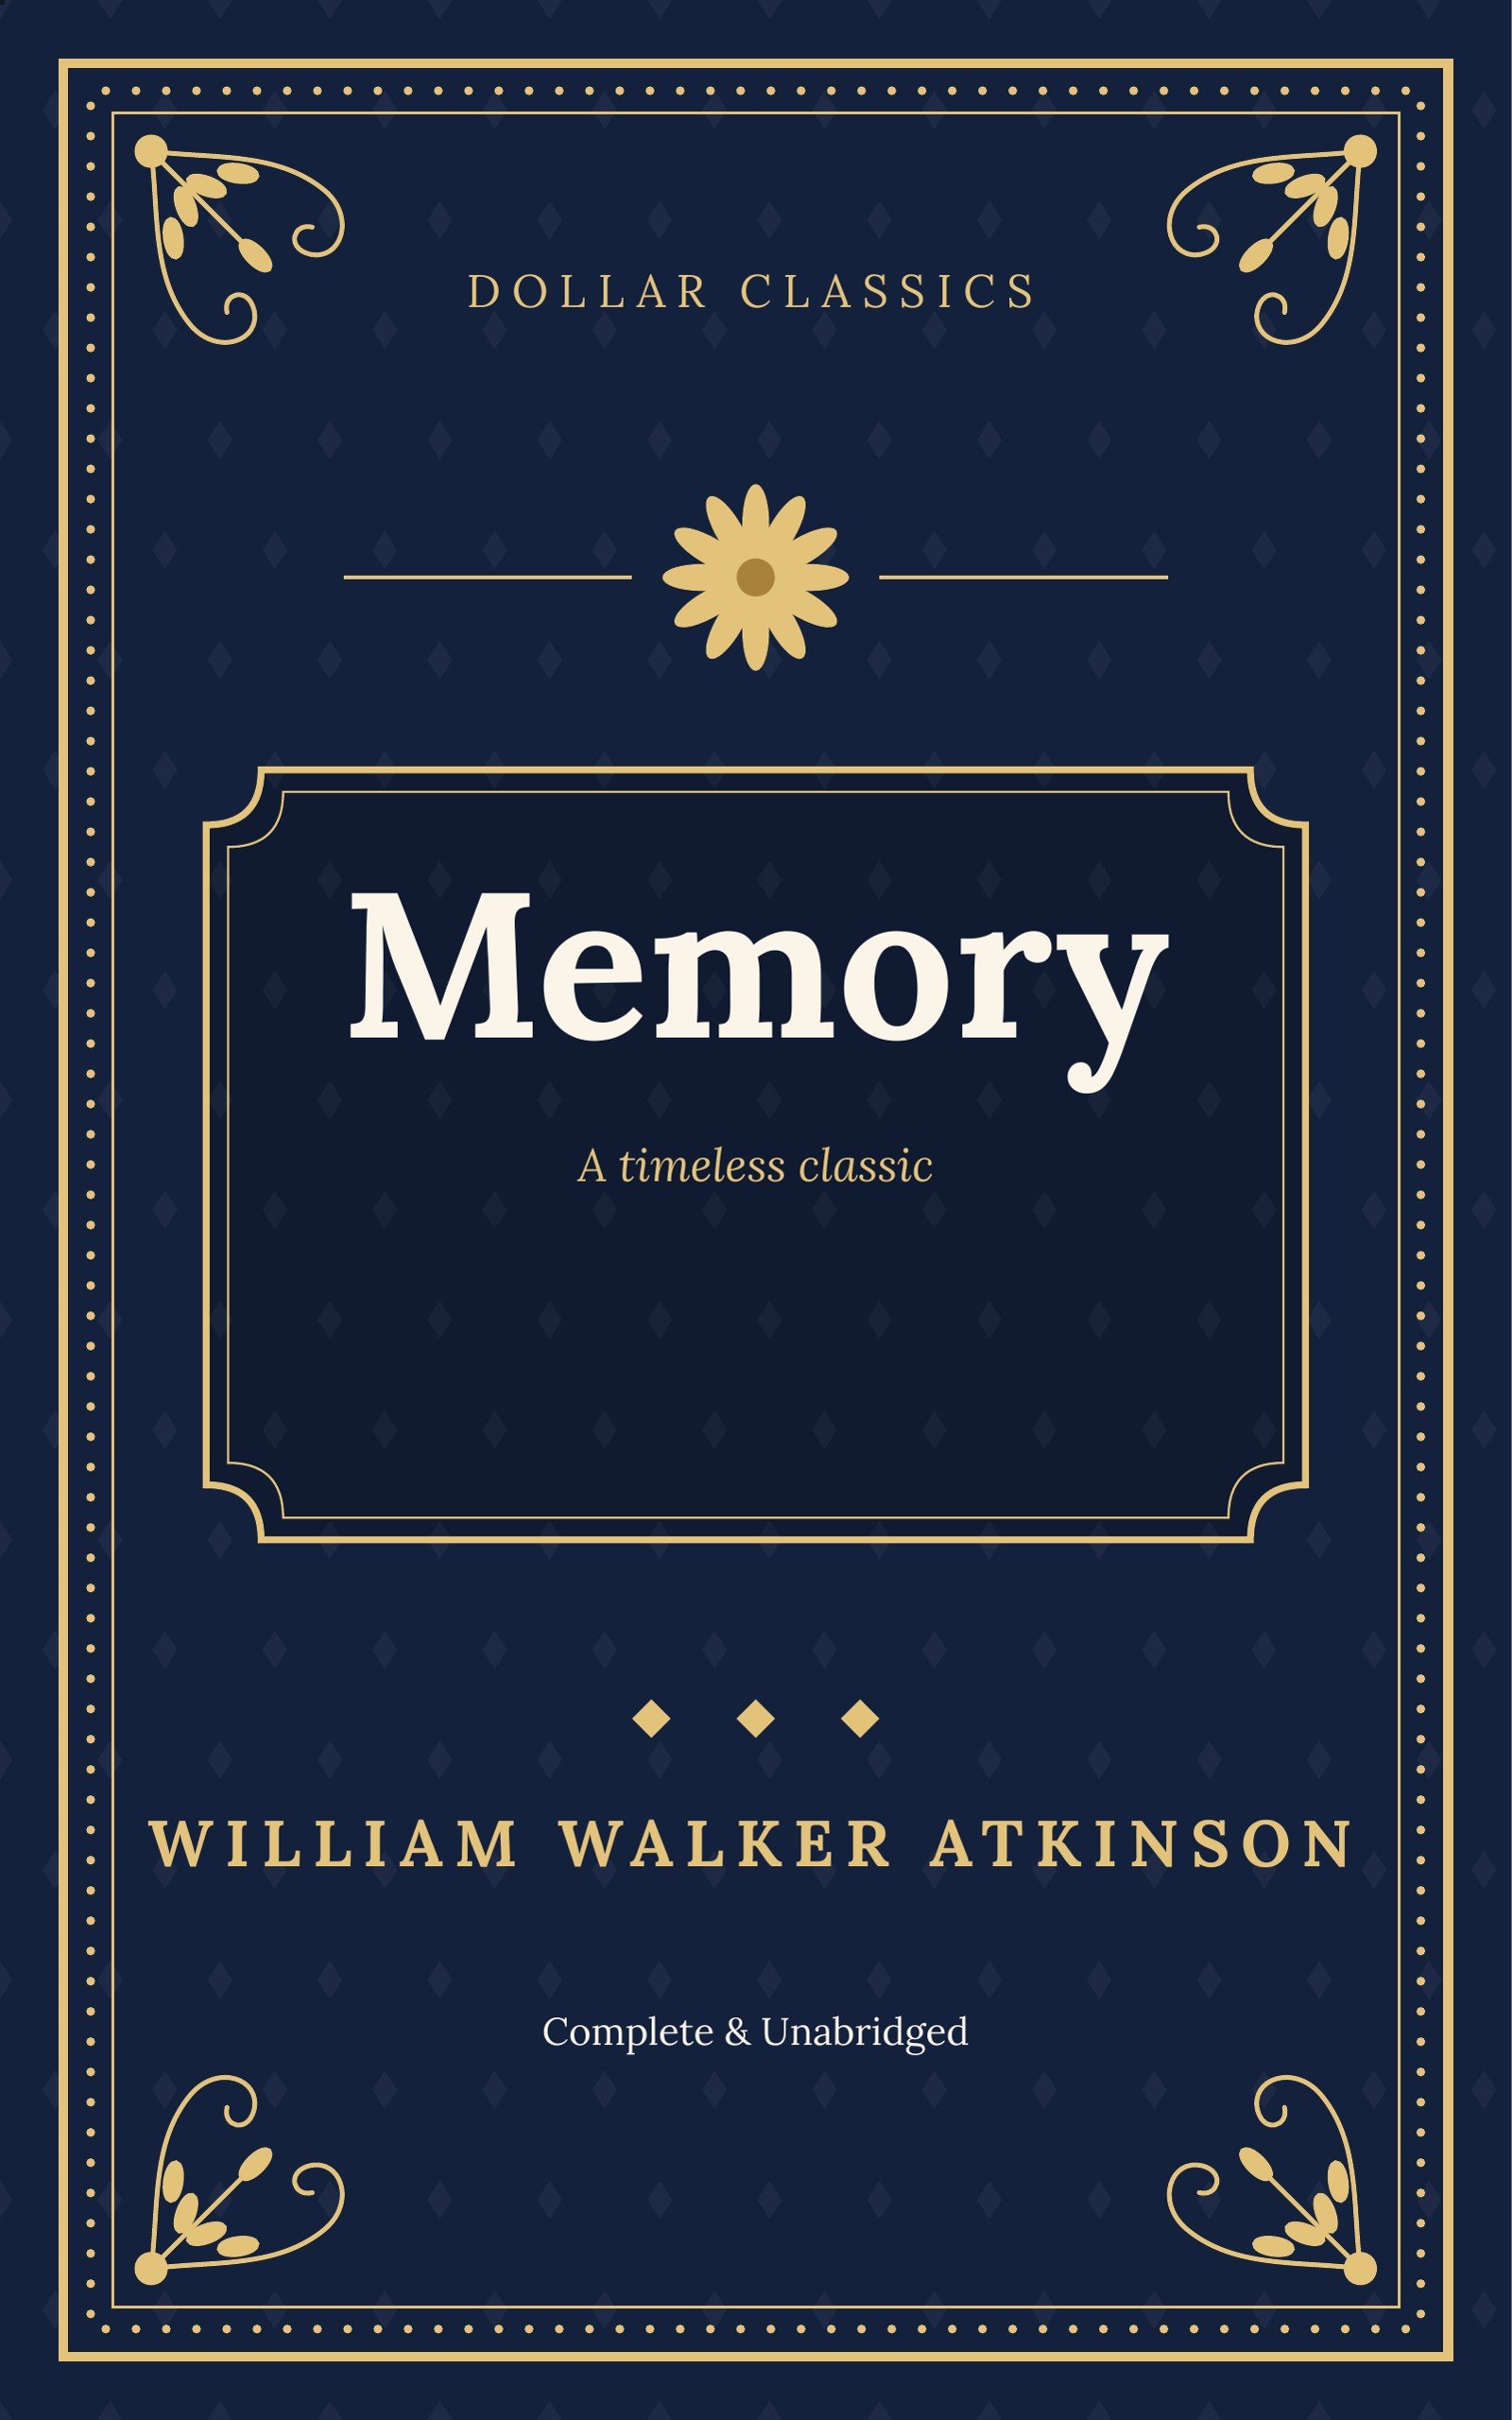 DOLLAR CLASSICS
Memory
A timeless classic
WILLIAM WALKER ATKINSON
Complete & Unabridged